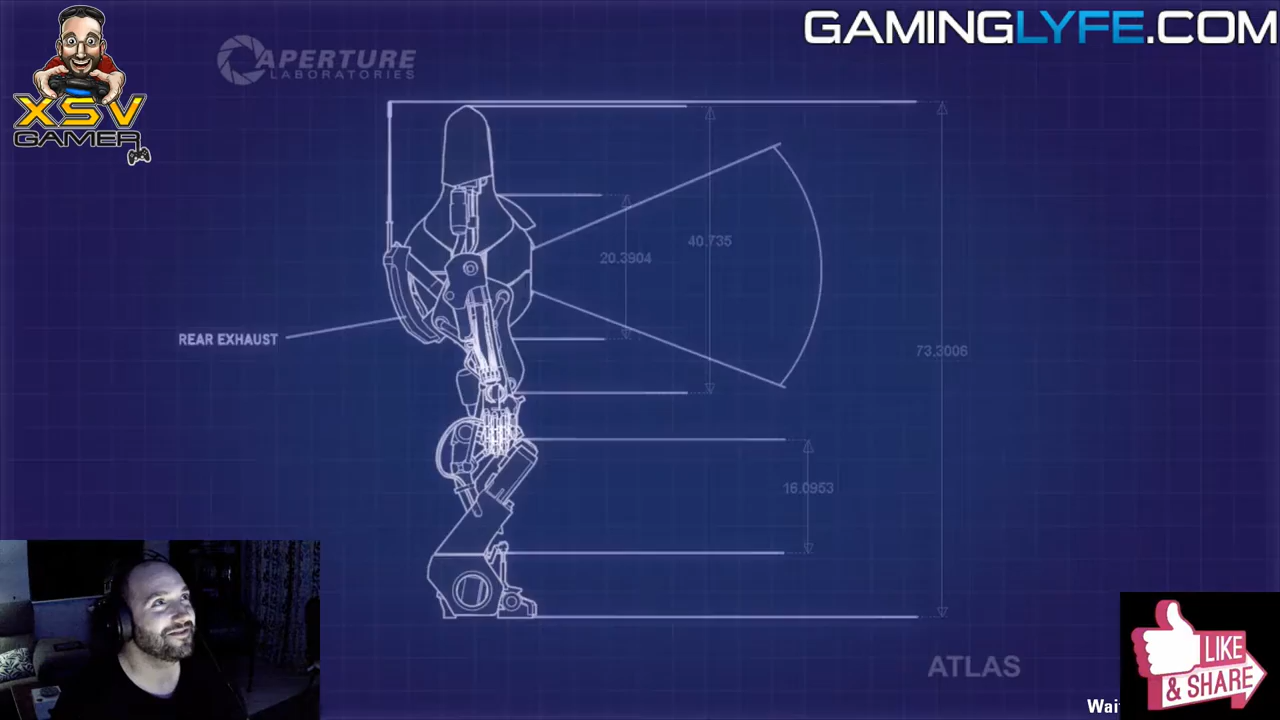 GAMINGLYFE.COM
XSV
GAMER
APERTURE
LABORATORIES
40.735
20.3904
REAR EXHAUST
73.3006
16.0953
ATLAS
LIKE
& SHARE